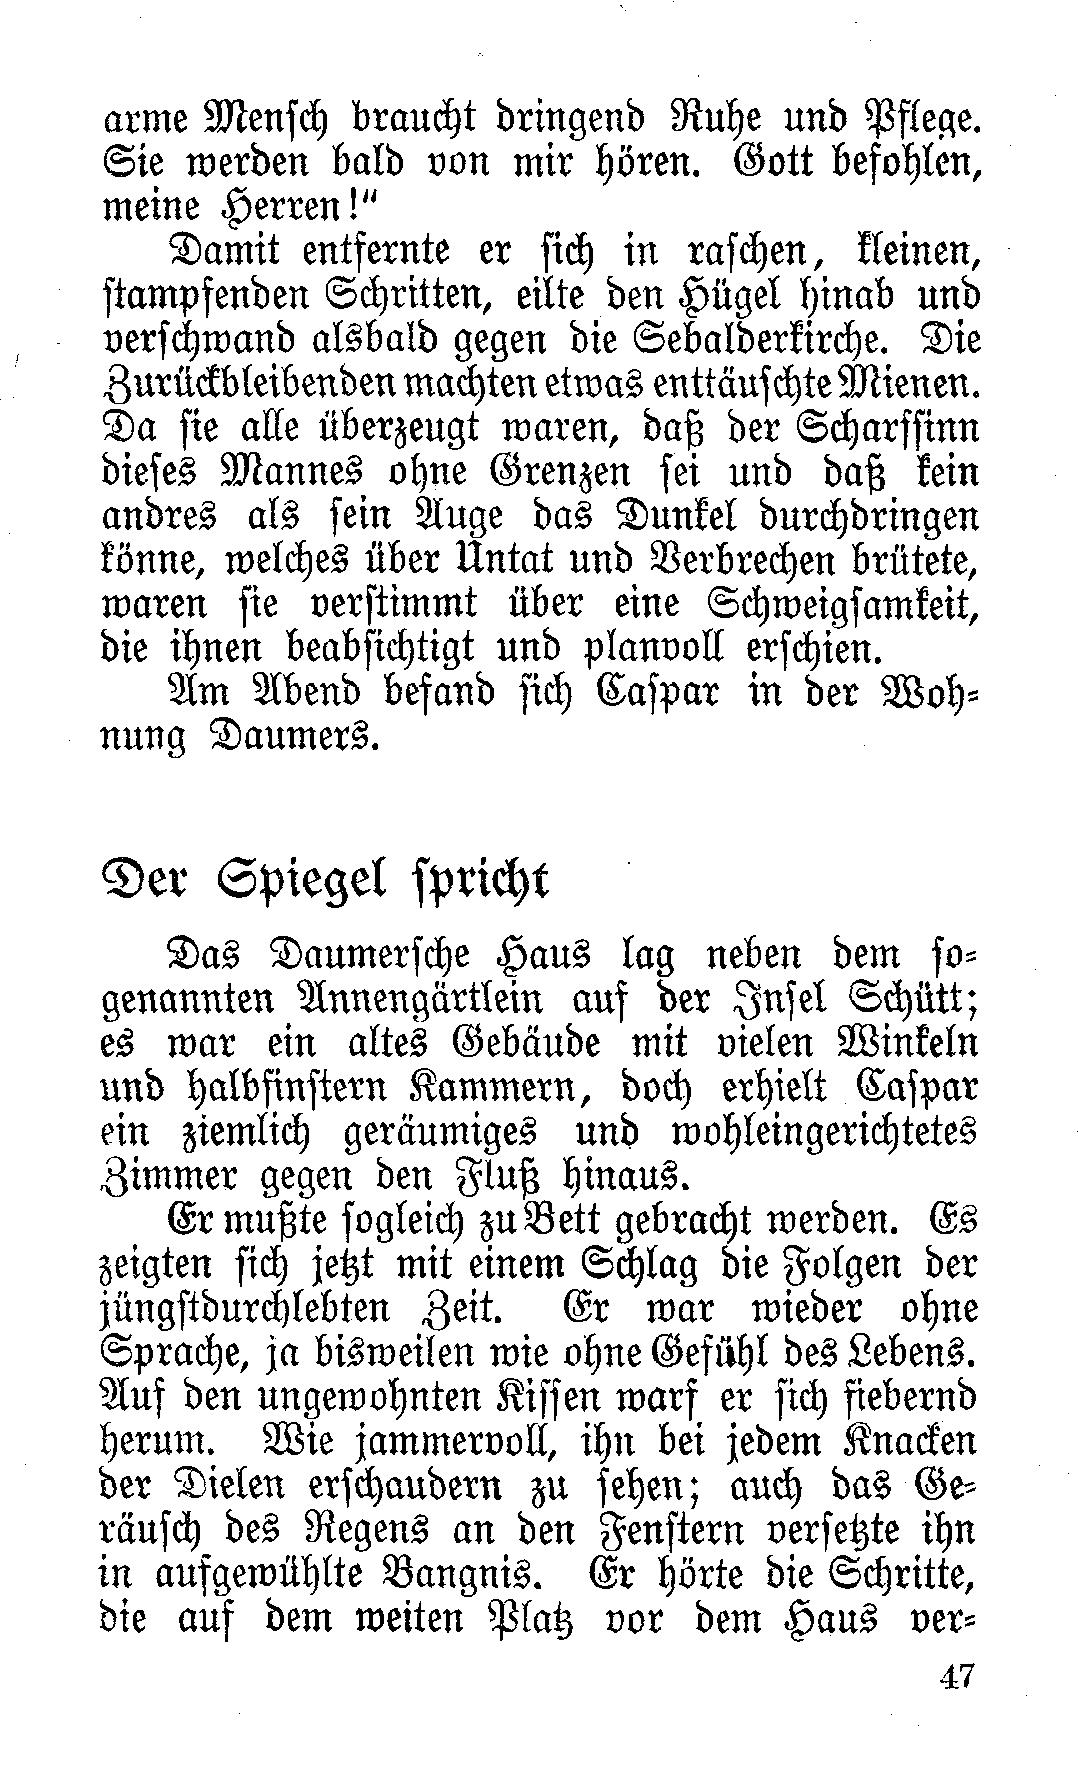 arme Mensch braucht dringend Ruhe und Pflege.
Sie werden bald von mir hören. Gott befohlen,
meine Herren!"
Damit entfernte er sich in raschen, kleinen,
stampfenden Schritten, eilte den Hügel hinab und
verschwand alsbald gegen die Sebalderkirche. Die
Zurückbleibenden machten etwas enttäuschte Mienen.
Da sie alle überzeugt waren, daß der Scharfsinn
dieses Mannes ohne Grenzen sei und daß kein
andres als sein Auge das Dunkel durchdringen
könne, welches über Untat und Verbrechen brütete,
waren sie verstimmt über eine Schweigsamkeit,
die ihnen beabsichtigt und planvoll erschien.
Am Abend befand sich Caspar in der Woh-
nung Daumers.
Der Spiegel spricht
Das Daumersche Haus lag neben dem so-
genannten Annengärtlein auf der Insel Schütt;
es war ein altes Gebäude mit vielen Winkeln
und halbfinstern Kammern, doch erhielt Caspar
ein ziemlich geräumiges und wohleingerichtetes
Zimmer gegen den Fluß hinaus.
Er mußte sogleich zu Bett gebracht werden. Es
zeigten sich jetzt mit einem Schlag die Folgen der
jüngstdurchlebten Zeit. Er war wieder ohne
Sprache, ja bisweilen wie ohne Gefühl des Lebens.
Auf den ungewohnten Kissen warf er sich fiebernd
herum. Wie jammervoll, ihn bei jedem Knacken
der Dielen erschaudern zu sehen; auch das Ge-
räusch des Regens an den Fenstern versetzte ihn
in aufgewühlte Bangnis. Er hörte die Schritte,
die auf dem weiten Platz vor dem Haus ver-
47